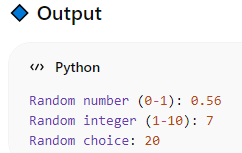 Output
</> Python
Random number (0-1): 0.56
Random integer (1-10): 7
Random choice: 20